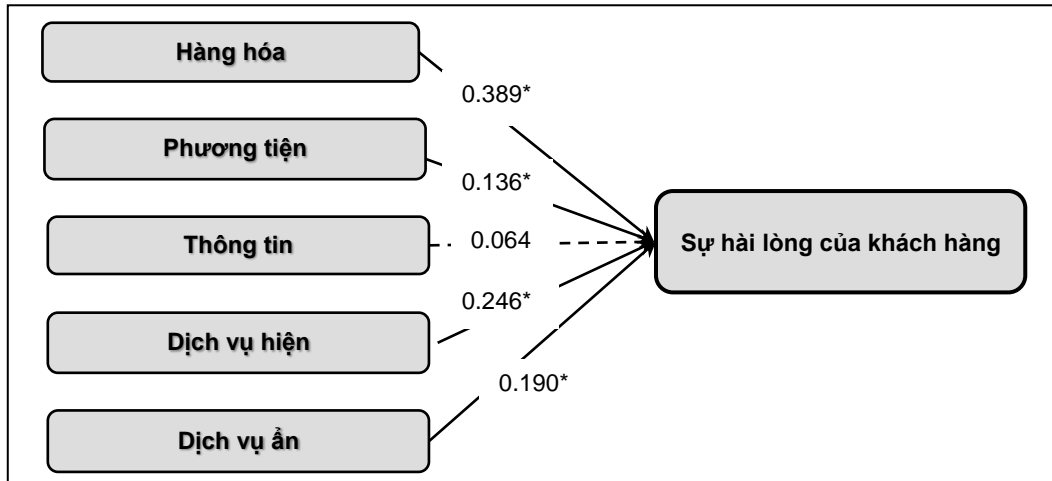 Hàng hóa
0.389*
Phương tiện
0.136*
Thông tin
0.064
Sự hài lòng của khách hàng
0.246*
Dịch vụ hiện
0.190*
Dịch vụ ẩn